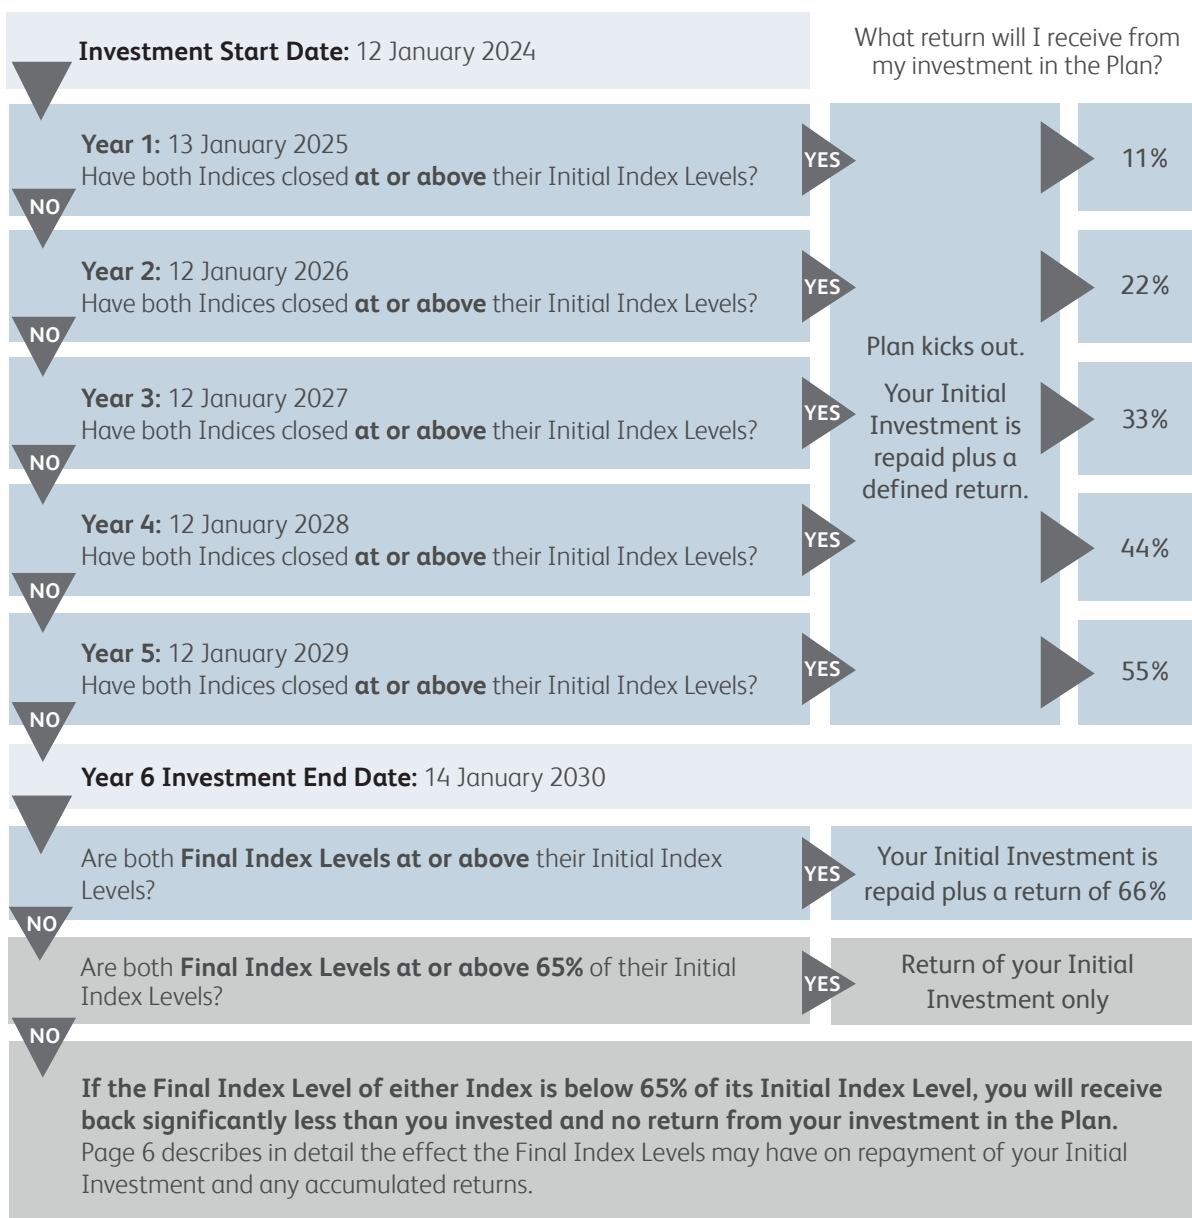 Investment Start Date: 12 January 2024
What return will I receive from
my investment in the Plan?
Year 1: 13 January 2025
Have both Indices closed at or above their Initial Index Levels?
YES
11%
NO
Year 2: 12 January 2026
Have both Indices closed at or above their Initial Index Levels?
YES
22%
NO
Year 3: 12 January 2027
Have both Indices closed at or above their Initial Index Levels?
YES
33%
NO
Year 4: 12 January 2028
Have both Indices closed at or above their Initial Index Levels?
YES
44%
NO
Year 5: 12 January 2029
Have both Indices closed at or above their Initial Index Levels?
YES
55%
NO
Plan kicks out.
Your Initial
Investment is
repaid plus a
defined return.
Year 6 Investment End Date: 14 January 2030
Are both Final Index Levels at or above their Initial Index
Levels?
YES
Your Initial Investment is
repaid plus a return of 66%
NO
Are both Final Index Levels at or above 65% of their Initial
Index Levels?
YES
Return of your Initial
Investment only
NO
If the Final Index Level of either Index is below 65% of its Initial Index Level, you will receive
back significantly less than you invested and no return from your investment in the Plan.
Page 6 describes in detail the effect the Final Index Levels may have on repayment of your Initial
Investment and any accumulated returns.